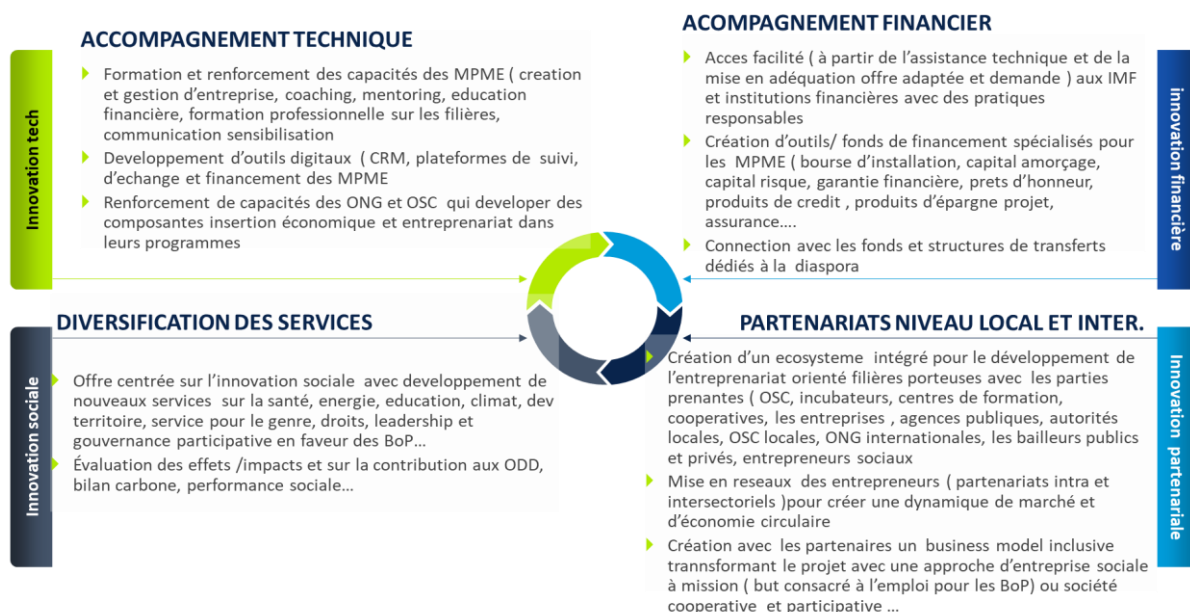 ACCOMPAGNEMENT TECHNIQUE
Innovation tech
Formation et renforcement des capacités des MPME ( creation
et gestion d'entreprise, coaching, mentoring, education
financière, formation professionnelle sur les filières,
communication sensibilisation
Developpement d'outils digitaux ( CRM, plateformes de suivi,
d'echange et financement des MPME
Renforcement de capacités des ONG et OSC qui developer des
composantes insertion économique et entreprenariat dans
leurs programmes
ACOMPAGNEMENT FINANCIER
innovation financière
Acces facilité ( à partir de l'assistance technique et de la
mise en adéquation offre adaptée et demande ) aux IMF
et institutions financières avec des pratiques
responsables
Création d'outils/ fonds de financement spécialisés pour
les MPME ( bourse d'installation, capital amorçage,
capital risque, garantie financière, prets d'honneur,
produits de credit , produits d'épargne projet,
assurance....
Connection avec les fonds et structures de transferts
dédiés à la diaspora
DIVERSIFICATION DES SERVICES
Innovation sociale
Offre centrée sur l'innovation sociale avec developpement de
nouveaux services sur la santé, energie, education, climat, dev
territoire, service pour le genre, droits, leadership et
gouvernance participative en faveur des BoP...
Évaluation des effets /impacts et sur la contribution aux ODD,
bilan carbone, performance sociale...
PARTENARIATS NIVEAU LOCAL ET INTER.
Innovation partenariale
Création d'un ecosysteme intégré pour le développement de
l'entreprenariat orienté filières porteuses avec les parties
prenantes ( OSC, incubateurs, centres de formation,
cooperatives, les entreprises , agences publiques, autorités
locales, OSC locales, ONG internationales, les bailleurs publics
et privés, entrepreneurs sociaux
Mise en reseaux des entrepreneurs ( partenariats intra et
intersectoriels )pour créer une dynamique de marché et
d'économie circulaire
Création avec les partenaires un business model inclusive
trannsformant le projet avec une approche d'entreprise sociale
à mission ( but consacré à l'emploi pour les BoP) ou société
cooperative et participative ...